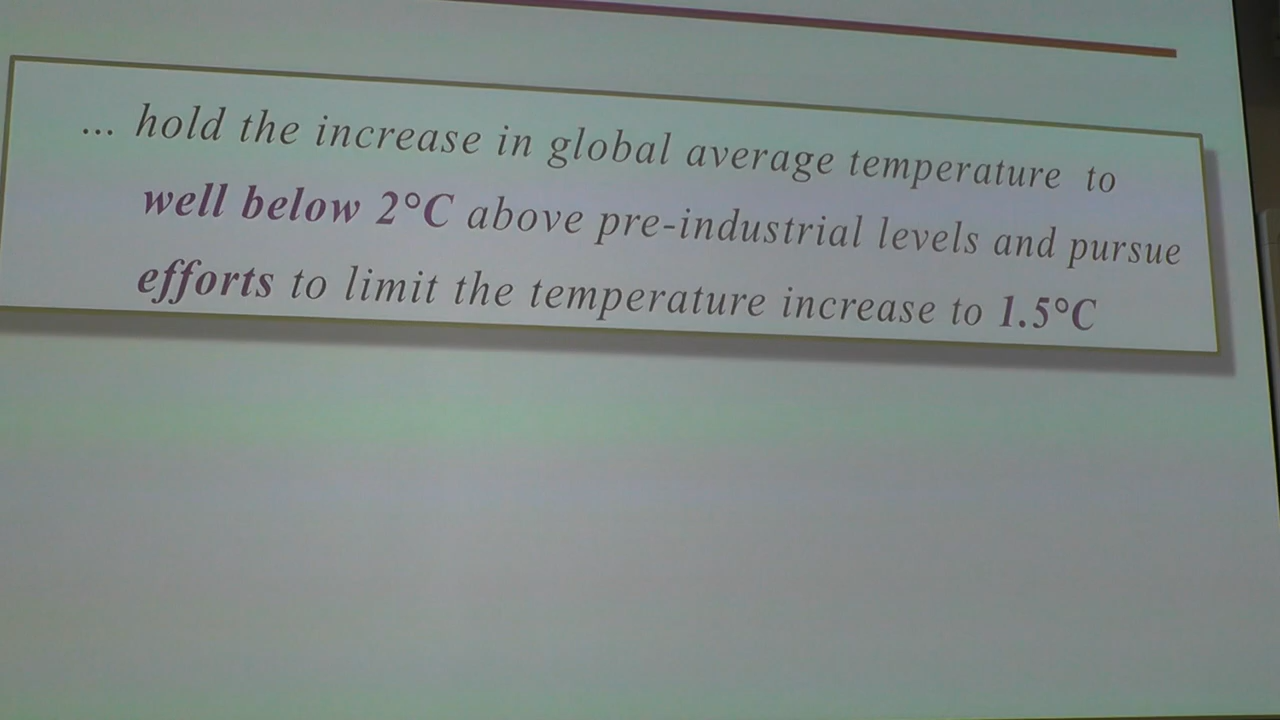 ... hold the increase in global average temperature to
well below 2°C above pre-industrial levels and pursue
efforts to limit the temperature increase to 1.5°C